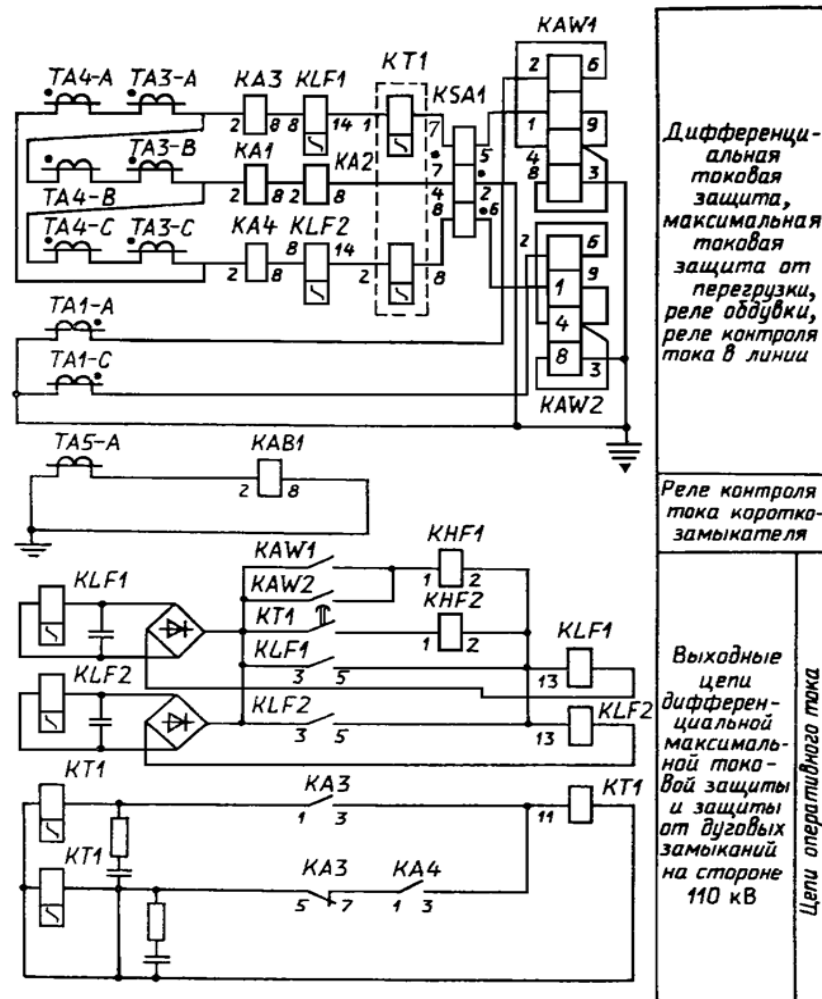 KAW1
TA4-A TA3-A KA3 KLF1 KT1 KSA1
2 6
2 8 8 14 1 7 5 1 9
4
8 3
TA3-B KA1 KA2
7
2 8 2 8 4 2
TA4-B
TA4-C TA3-C KA4 KLF2
8 14 8 6
2 8 2 8
2 6
1 9
4
8 3
KAW2
TA1-A
TA1-C
Дифференци-
альная
токовая
защита,
максимальная
токовая
защита от
перегрузки,
реле обдувки,
реле контроля
тока в линии
TA5-A KAB1
2 8
Реле контроля
тока коротко-
замыкателя
KAW1 KHF1
1 2
KAW2
KLF1 KT1 KHF2
1 2
KLF1 KLF1
3 5 13
KLF2 KLF2 KLF2
3 5 13
KT1 KA3 KT1
1 3 11
KT1 KA3 KA4
5 7 1 3
Выходные
цепи
дифферен-
циальной
максималь-
ной токо-
вой защиты
и защиты
от дуговых
замыканий
на стороне
110 кВ
Цепи оперативного тока